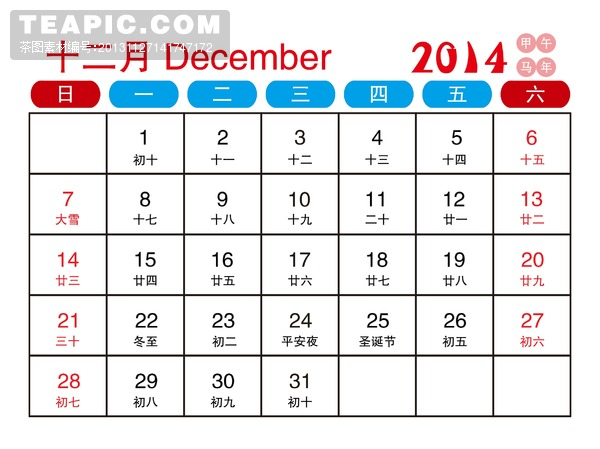 TEAPIC.COM
茶图素材编号:20131127141747172
十二月 December 2014 甲午
马年
日 一 二 三 四 五 六
1 2 3 4 5 6
初十 十一 十二 十三 十四 十五
7 8 9 10 11 12 13
大雪 十七 十八 十九 二十 廿一 廿二
14 15 16 17 18 19 20
廿三 廿四 廿五 廿六 廿七 廿八 廿九
21 22 23 24 25 26 27
三十 冬至 初二 平安夜 圣诞节 初五 初六
28 29 30 31
初七 初八 初九 初十